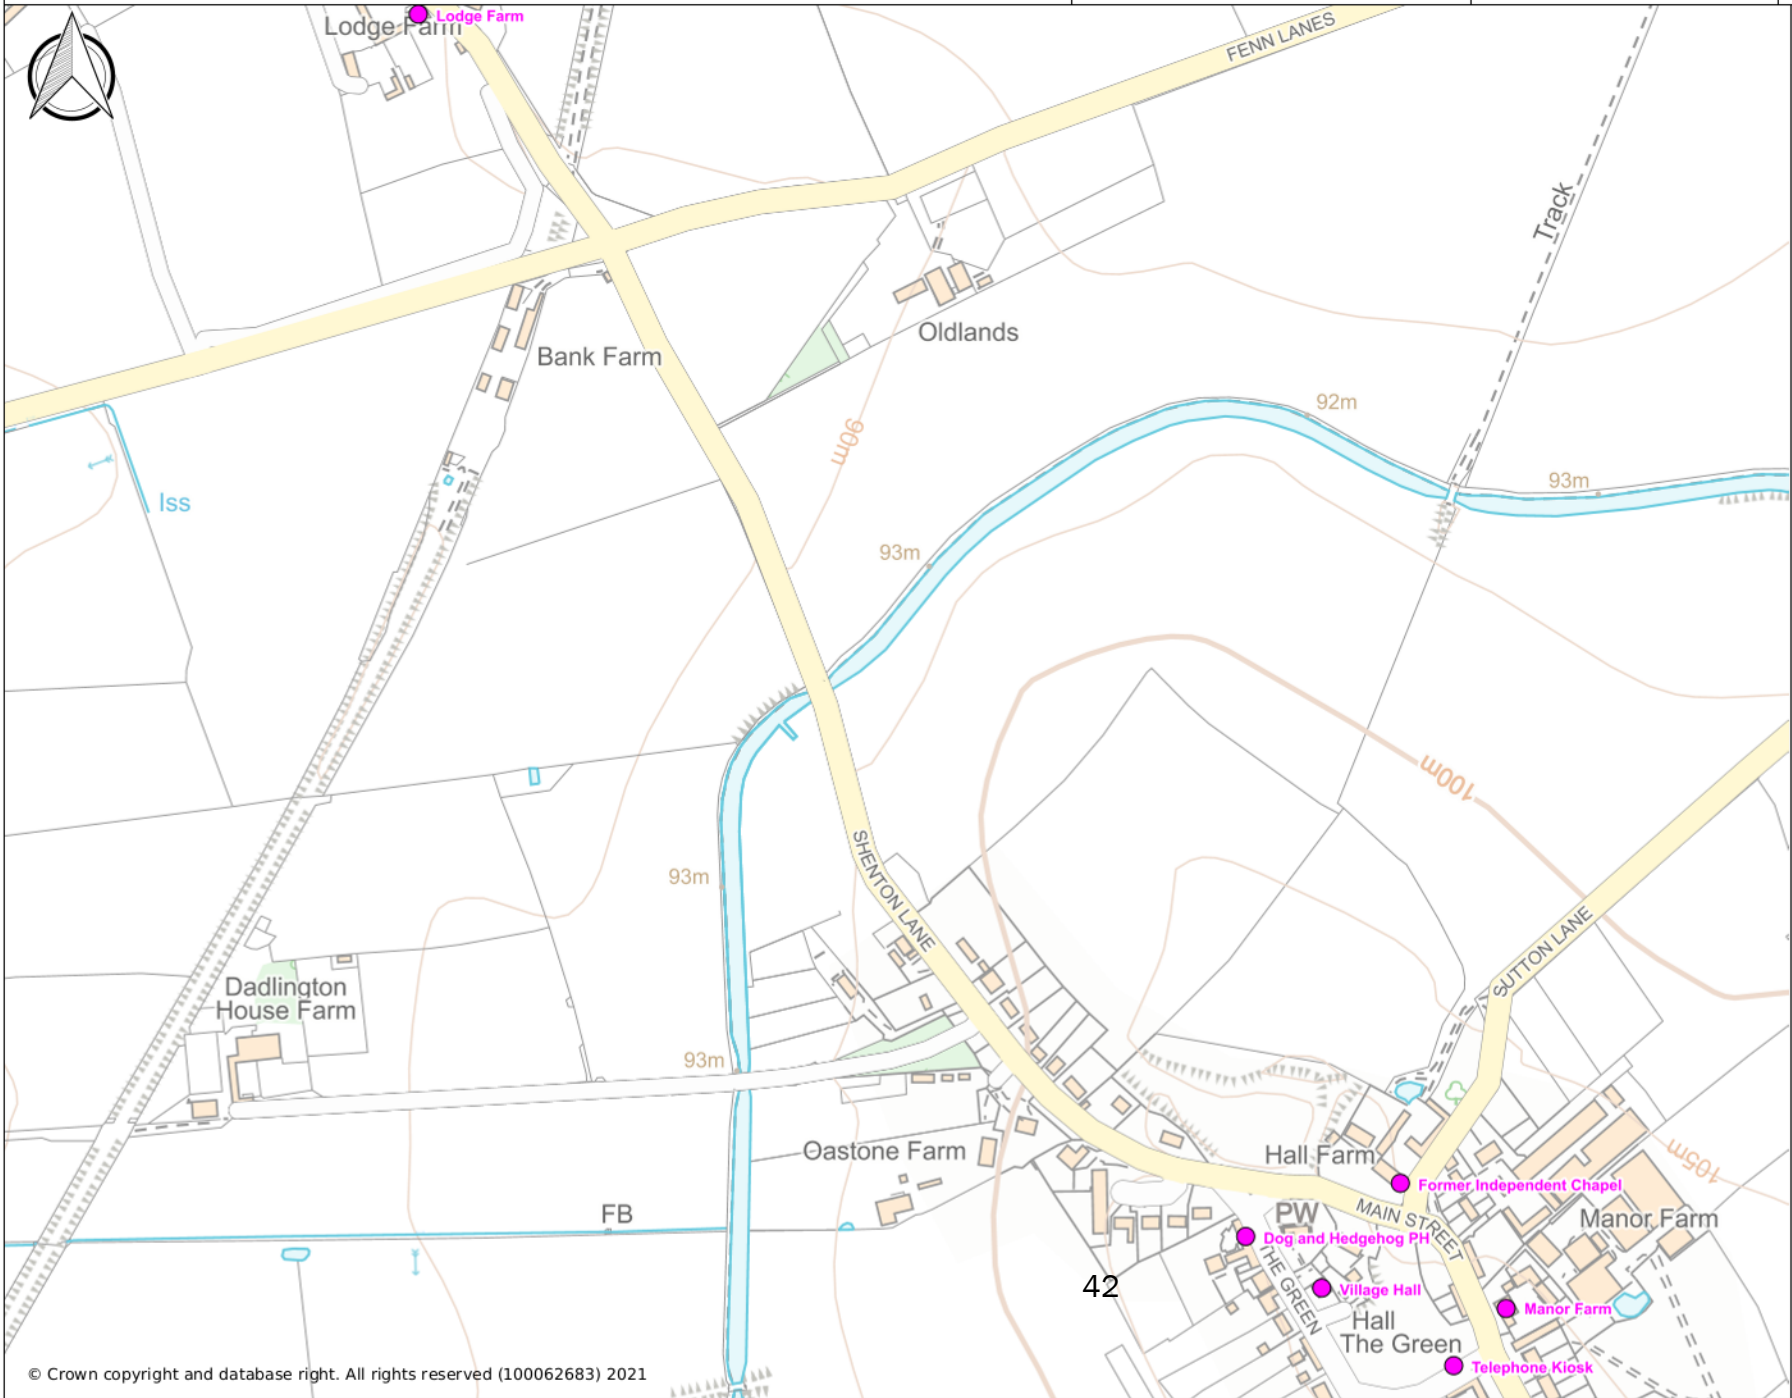 Lodge Farm
Lodge Farm
FENN LANES
Track
Oldlands
Bank Farm
92m
90m
93m
Iss
93m
100m
SHENTON LANE
93m
SUTTON LANE
Dadlington
House Farm
93m
Oastone Farm
Hall Farm
105m
Former Independent Chapel
FB
PW
MAIN STREET
Manor Farm
Dog and Hedgehog PH
THE GREEN
42
Village Hall
Manor Farm
Hall
The Green
Telephone Kiosk
© Crown copyright and database right. All rights reserved (100062683) 2021